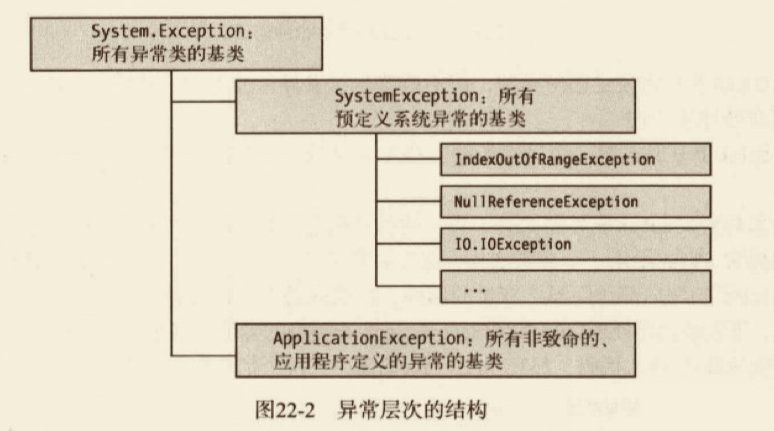 System.Exception：
所有异常类的基类
SystemException：所有
预定义系统异常的基类
IndexOutOfRangeException
NullReferenceException
IO.IOException
...
ApplicationException：所有非致命的、
应用程序定义的异常的基类
图22-2 异常层次的结构